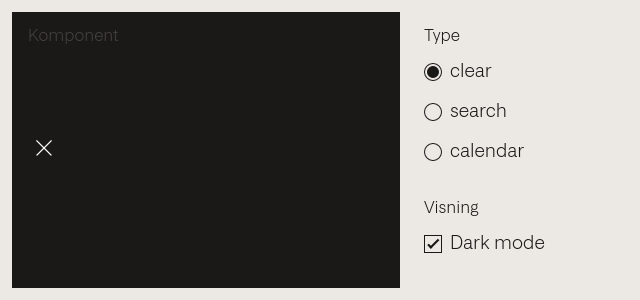 Komponent
Type
clear
search
calendar
Visning
Dark mode